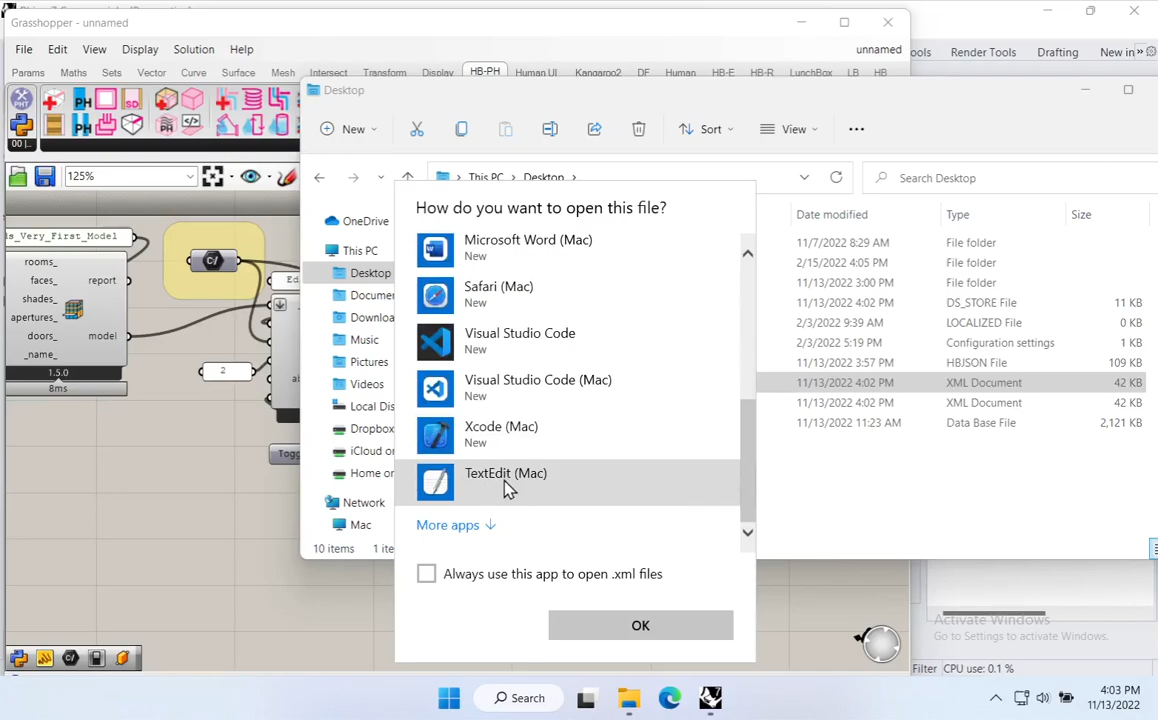 Grasshopper - unnamed
File Edit View Display Solution Help
unnamed
Tools Render Tools Drafting New in »
Params Maths Sets Vector Curve Surface Mesh Intersect Transform Display HB-PH Human UI Kangaroo2 DF Human HB-E HB-R LunchBox LB HB
Desktop
PH
SD
PH
New
Sort
View
00 |
125%
This PC > Desktop >
Search Desktop
How do you want to open this file?
OneDrive
This PC
Desktop
Music
Pictures
Videos
Network
Mac
10 items
Microsoft Word (Mac)
New
Safari (Mac)
New
Visual Studio Code
New
Visual Studio Code (Mac)
New
Xcode (Mac)
New
TextEdit (Mac)
More apps
Always use this app to open .xml files
OK
Date modified Type Size
11/7/2022 8:29 AM File folder
2/15/2022 4:05 PM File folder
11/13/2022 3:00 PM File folder
11/13/2022 4:02 PM DS_STORE File 11 KB
2/3/2022 9:39 AM LOCALIZED File 0 KB
2/3/2022 5:19 PM Configuration settings 1 KB
11/13/2022 3:57 PM HBJSON File 109 KB
11/13/2022 4:02 PM XML Document 42 KB
11/13/2022 4:02 PM XML Document 42 KB
11/13/2022 11:23 AM Data Base File 2,121 KB
is_Very_First_Model
rooms_
faces_ report
shades_
apertures_
doors_ model
_name_
1.5.0
8ms
C/
2
Activate Windows
Go to Settings to activate Windows.
Filter CPU use: 0.1 %
Search
4:03 PM
11/13/2022